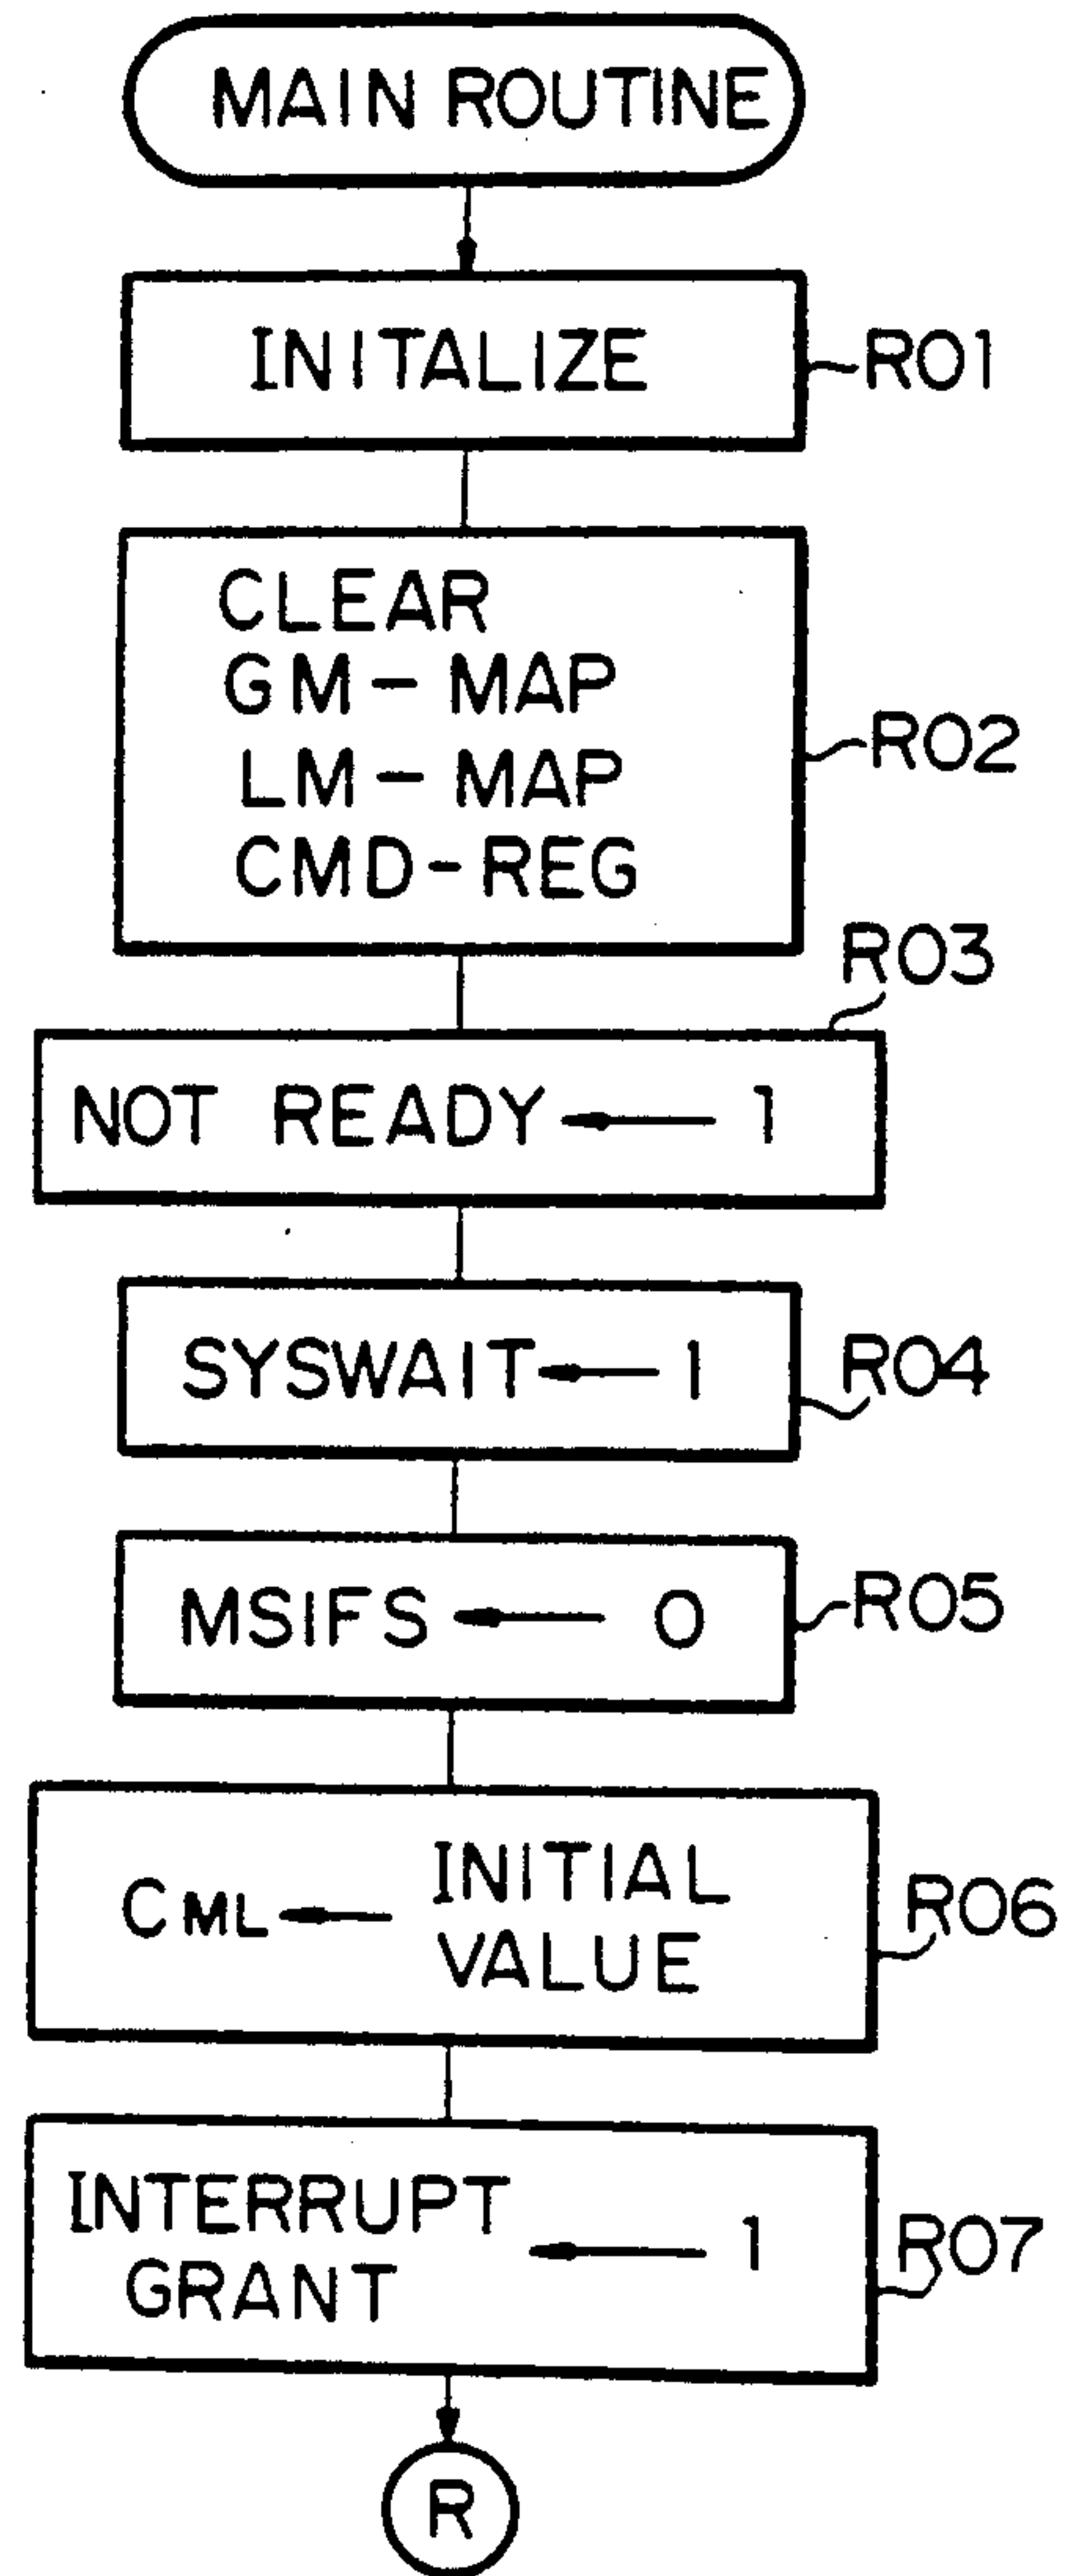 MAIN ROUTINE
INITALIZE
R01
CLEAR
GM-MAP
LM-MAP
CMD-REG
R02
R03
NOT READY ← 1
SYSWAIT ← 1
R04
MSIFS ← 0
R05
CML ← INITIAL
VALUE
R06
INTERRUPT
GRANT ← 1
R07
R